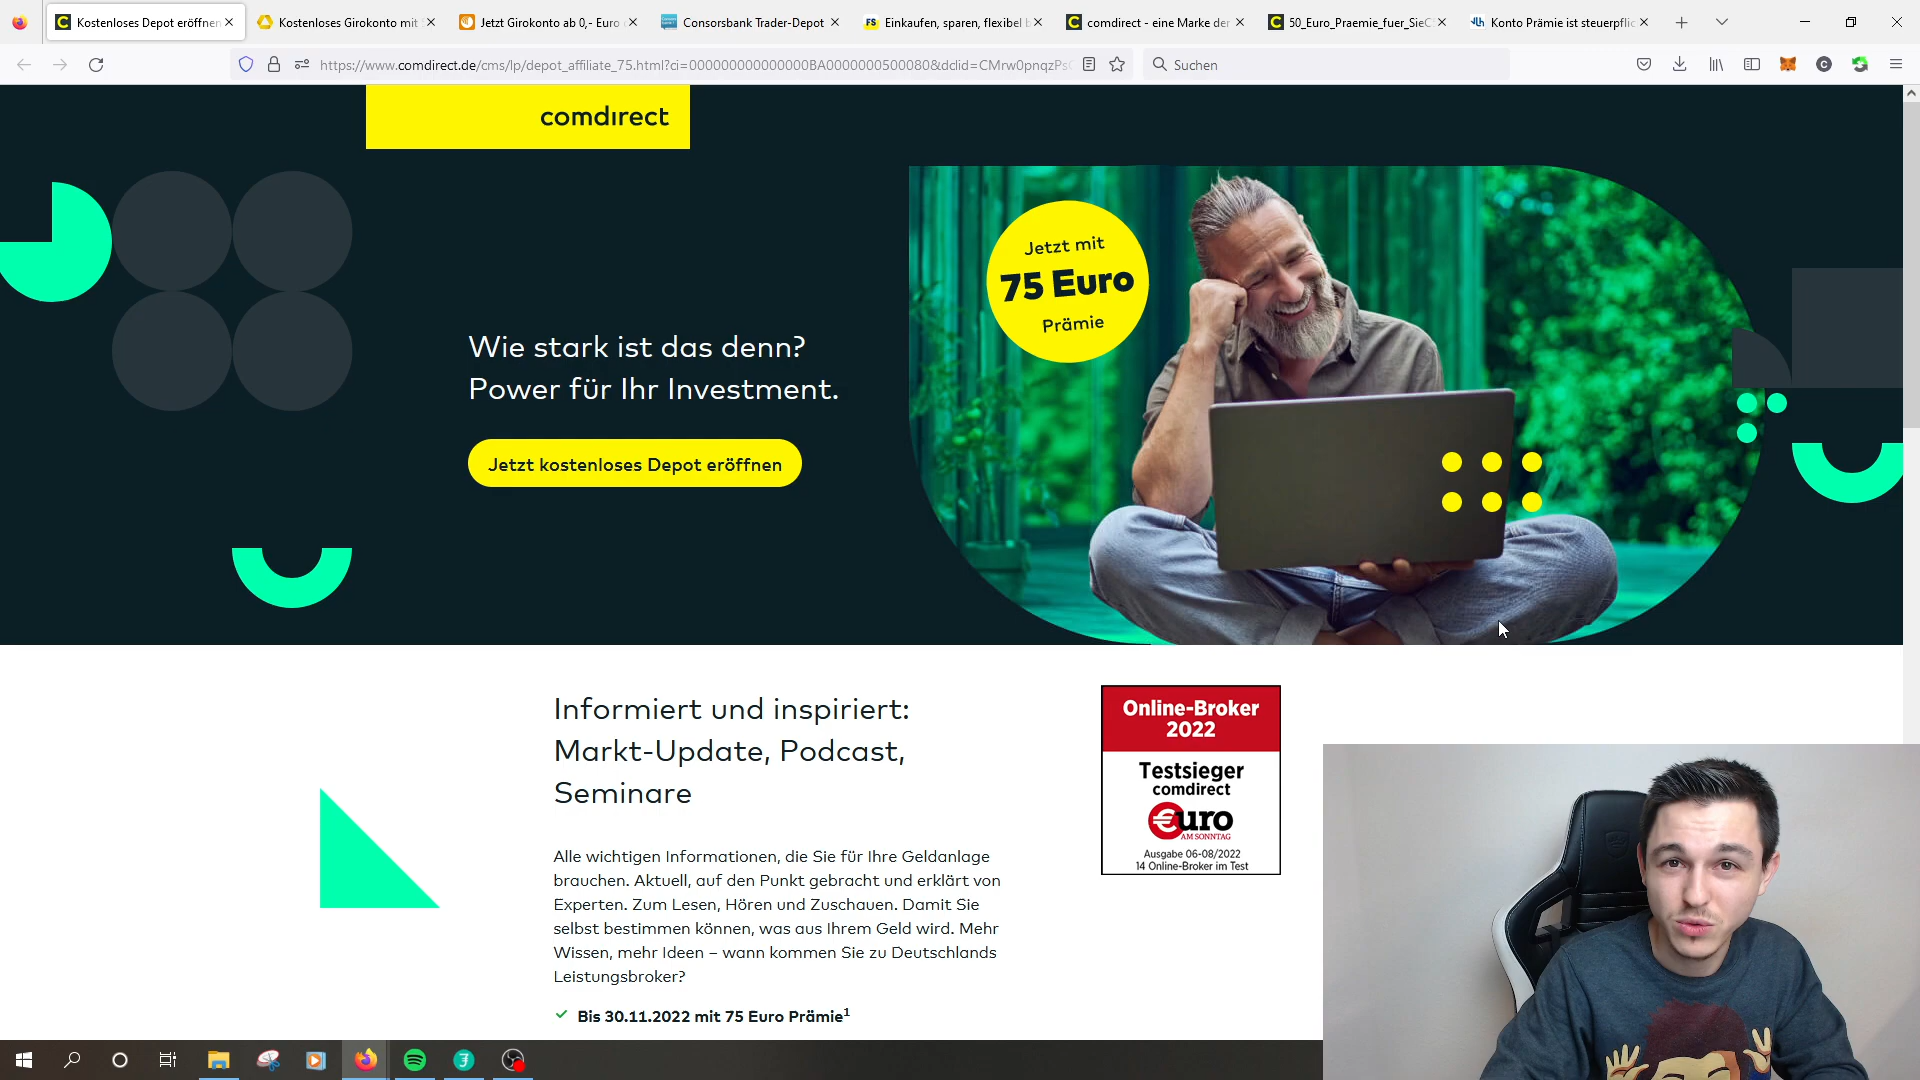 Kostenloses Depot eröffnen
Kostenloses Girokonto mit
Jetzt Girokonto ab 0,- Euro
Consorsbank Trader-Depot
FS Einkaufen, sparen, flexibel
comdirect - eine Marke der
50_Euro_Praemie_fuer_Sie
Konto Prämie ist steuerpflic
https://www.comdirect.de/cms/lp/depot_affiliate_75.html?ci=000000000000000BA0000000500080&dclid=CMrw0pnqzPsC
Suchen
comdirect
Jetzt mit
75 Euro
Prämie
Wie stark ist das denn?
Power für Ihr Investment.
Jetzt kostenloses Depot eröffnen
Informiert und inspiriert:
Markt-Update, Podcast,
Seminare
Alle wichtigen Informationen, die Sie für Ihre Geldanlage
brauchen. Aktuell, auf den Punkt gebracht und erklärt von
Experten. Zum Lesen, Hören und Zuschauen. Damit Sie
selbst bestimmen können, was aus Ihrem Geld wird. Mehr
Wissen, mehr Ideen – wann kommen Sie zu Deutschlands
Leistungsbroker?
Bis 30.11.2022 mit 75 Euro Prämie¹
Online-Broker
2022
Testsieger
comdirect
€uro
AM SONNTAG
Ausgabe 06-08/2022
14 Online-Broker im Test